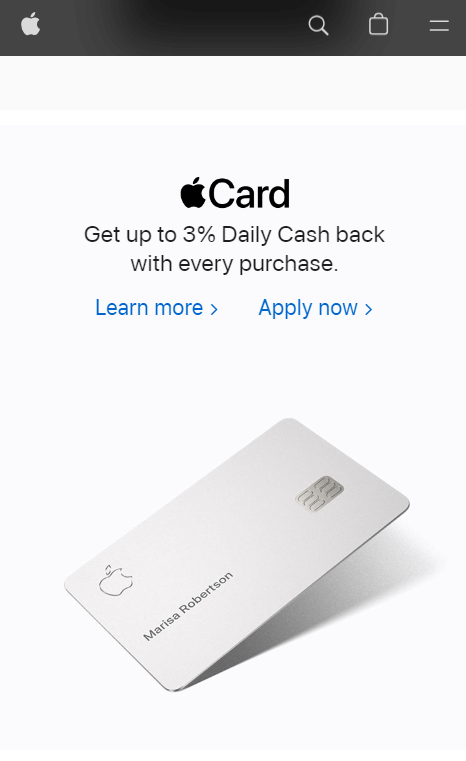 Card
Get up to 3% Daily Cash back
with every purchase.
Learn more >
Apply now >
Marisa Robertson